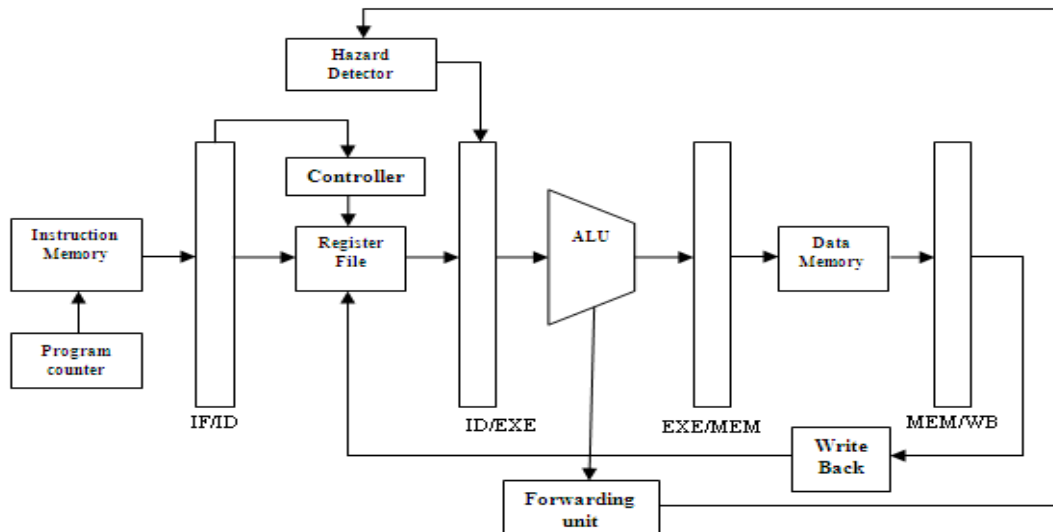 Hazard
Detector
Controller
Instruction
Memory
Register
File
ALU
Data
Memory
Program
counter
IF/ID
ID/EXE
EXE/MEM
MEM/WB
Write
Back
Forwarding
unit